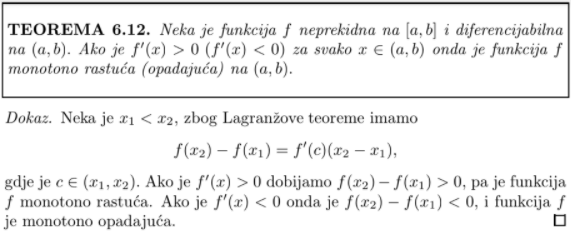 TEOREMA 6.12. Neka je funkcija f neprekidna na [a, b] i diferencijabilna
na (a, b). Ako je f′(x) > 0 (f′(x) < 0) za svako x ∈ (a, b) onda je funkcija f
monotono rastuća (opadajuća) na (a, b).
Dokaz. Neka je x₁ < x₂, zbog Lagranžove teoreme imamo
f(x₂) − f(x₁) = f′(c)(x₂ − x₁),
gdje je c ∈ (x₁, x₂). Ako je f′(x) > 0 dobijamo f(x₂) − f(x₁) > 0, pa je funkcija
f monotono rastuća. Ako je f′(x) < 0 onda je f(x₂) − f(x₁) < 0, i funkcija f
je monotono opadajuća. □